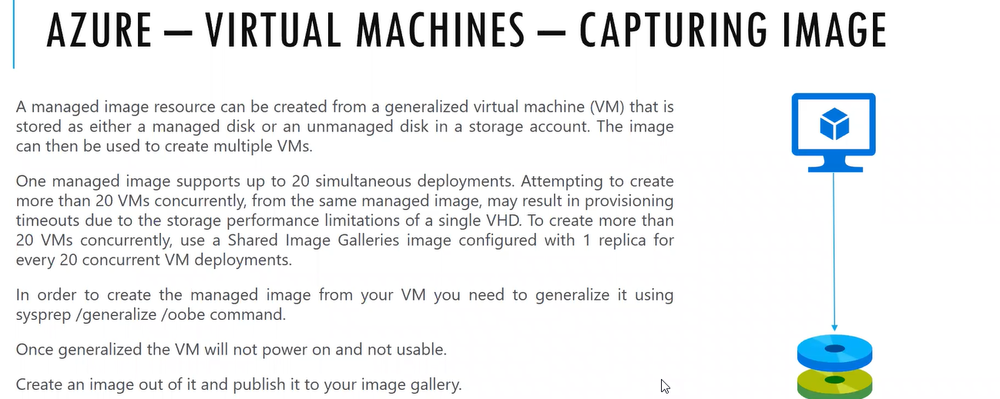 AZURE – VIRTUAL MACHINES – CAPTURING IMAGE
A managed image resource can be created from a generalized virtual machine (VM) that is
stored as either a managed disk or an unmanaged disk in a storage account. The image
can then be used to create multiple VMs.
One managed image supports up to 20 simultaneous deployments. Attempting to create
more than 20 VMs concurrently, from the same managed image, may result in provisioning
timeouts due to the storage performance limitations of a single VHD. To create more than
20 VMs concurrently, use a Shared Image Galleries image configured with 1 replica for
every 20 concurrent VM deployments.
In order to create the managed image from your VM you need to generalize it using
sysprep /generalize /oobe command.
Once generalized the VM will not power on and not usable.
Create an image out of it and publish it to your image gallery.